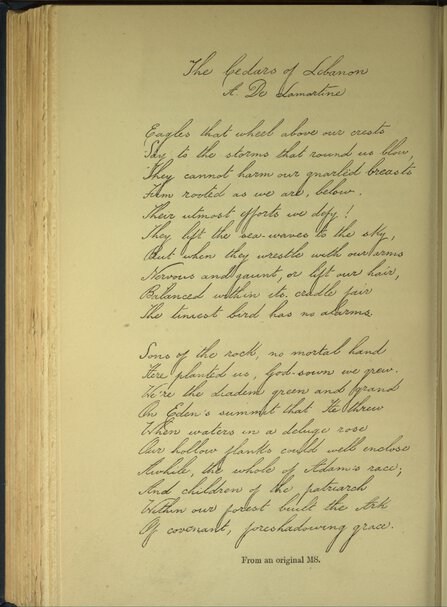 The Cedars of Lebanon
A. De Lamartine
Eagles that wheel above our crests
Say to the storms that round us blow,
They cannot harm our gnarled breasts
Firm rooted as we are, below.
Their utmost efforts we defy!
They lift the sea-waves to the sky,
But when they wrestle with our arms
Nervous and gaunt, or lift our hair,
Balanced within its. cradle fair
The tiniest bird has no alarms.
Sons of the rock, no mortal hand
Here planted us, God-sown we grew.
We're the diadem green and grand
On Eden's summit that He threw
When waters in a deluge rose
Our hollow flanks could well enclose
Awhile, the whole of Adam's race;
And children of the patriarch
Within our forest built the Ark
Of covenant, foreshadowing grace.
From an original MS.